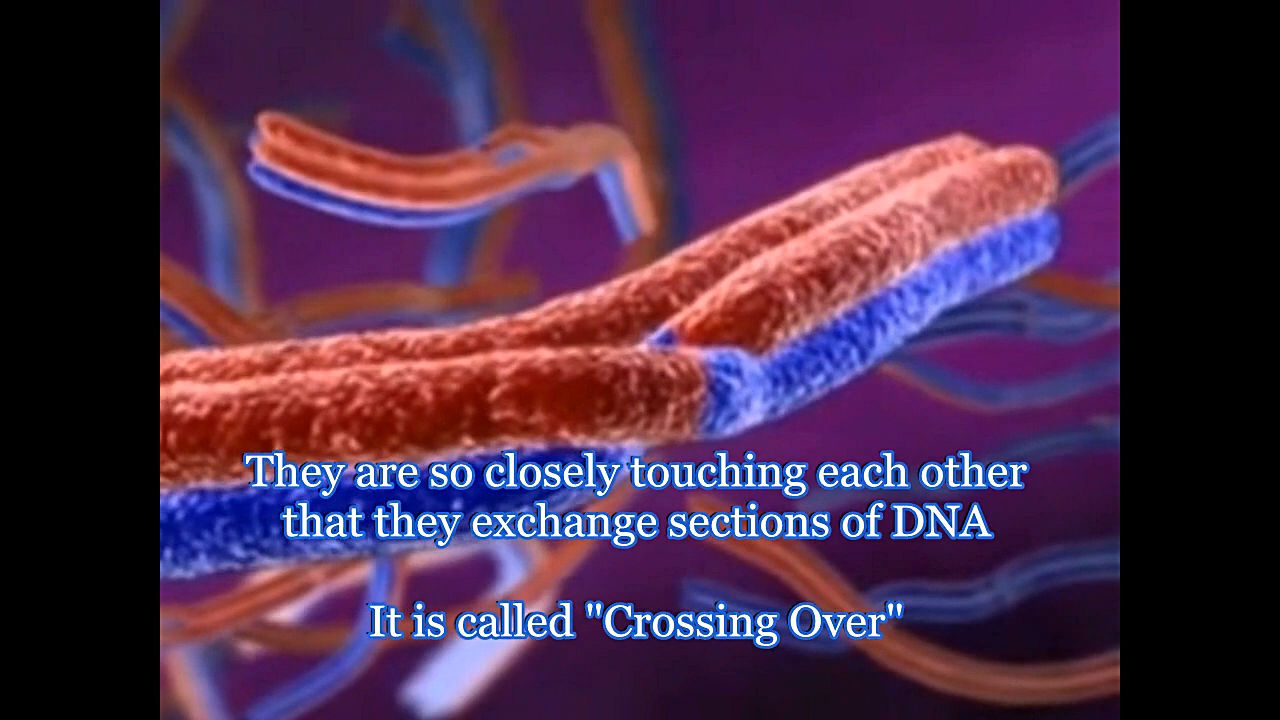 They are so closely touching each other
that they exchange sections of DNA
It is called "Crossing Over"